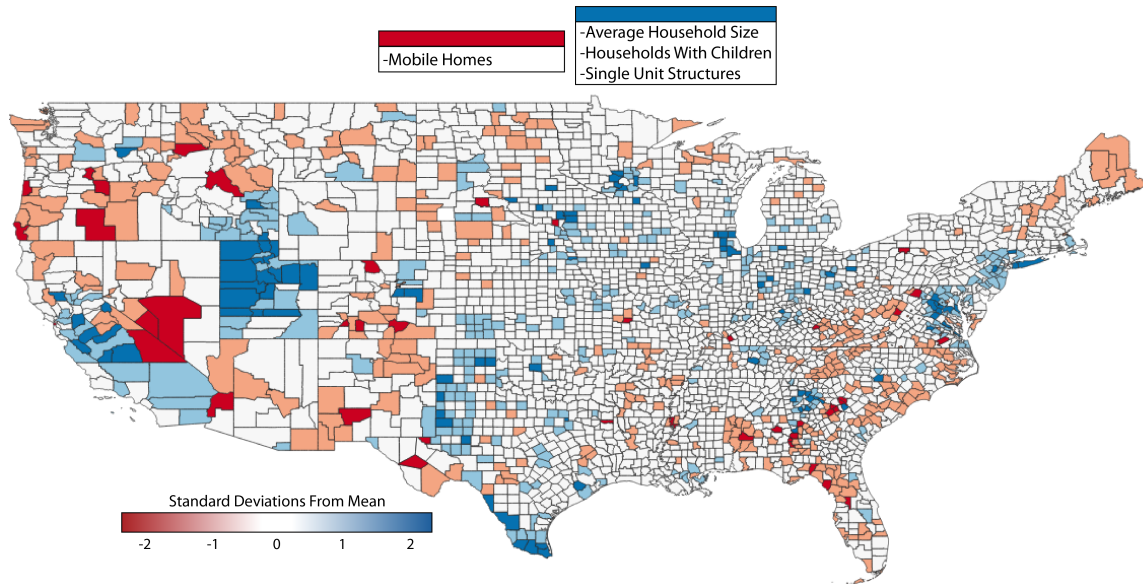 -Mobile Homes
-Average Household Size
-Households With Children
-Single Unit Structures
Standard Deviations From Mean
-2 -1 0 1 2